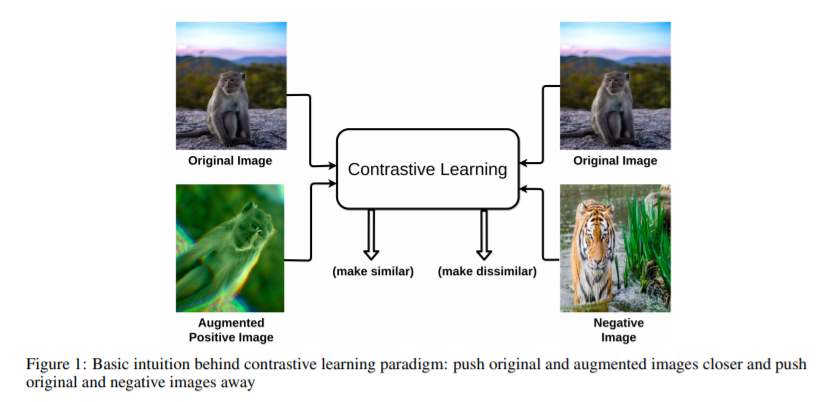 Original Image
Original Image
Contrastive Learning
(make similar)
(make dissimilar)
Augmented
Positive Image
Negative
Image
Figure 1: Basic intuition behind contrastive learning paradigm: push original and augmented images closer and push
original and negative images away